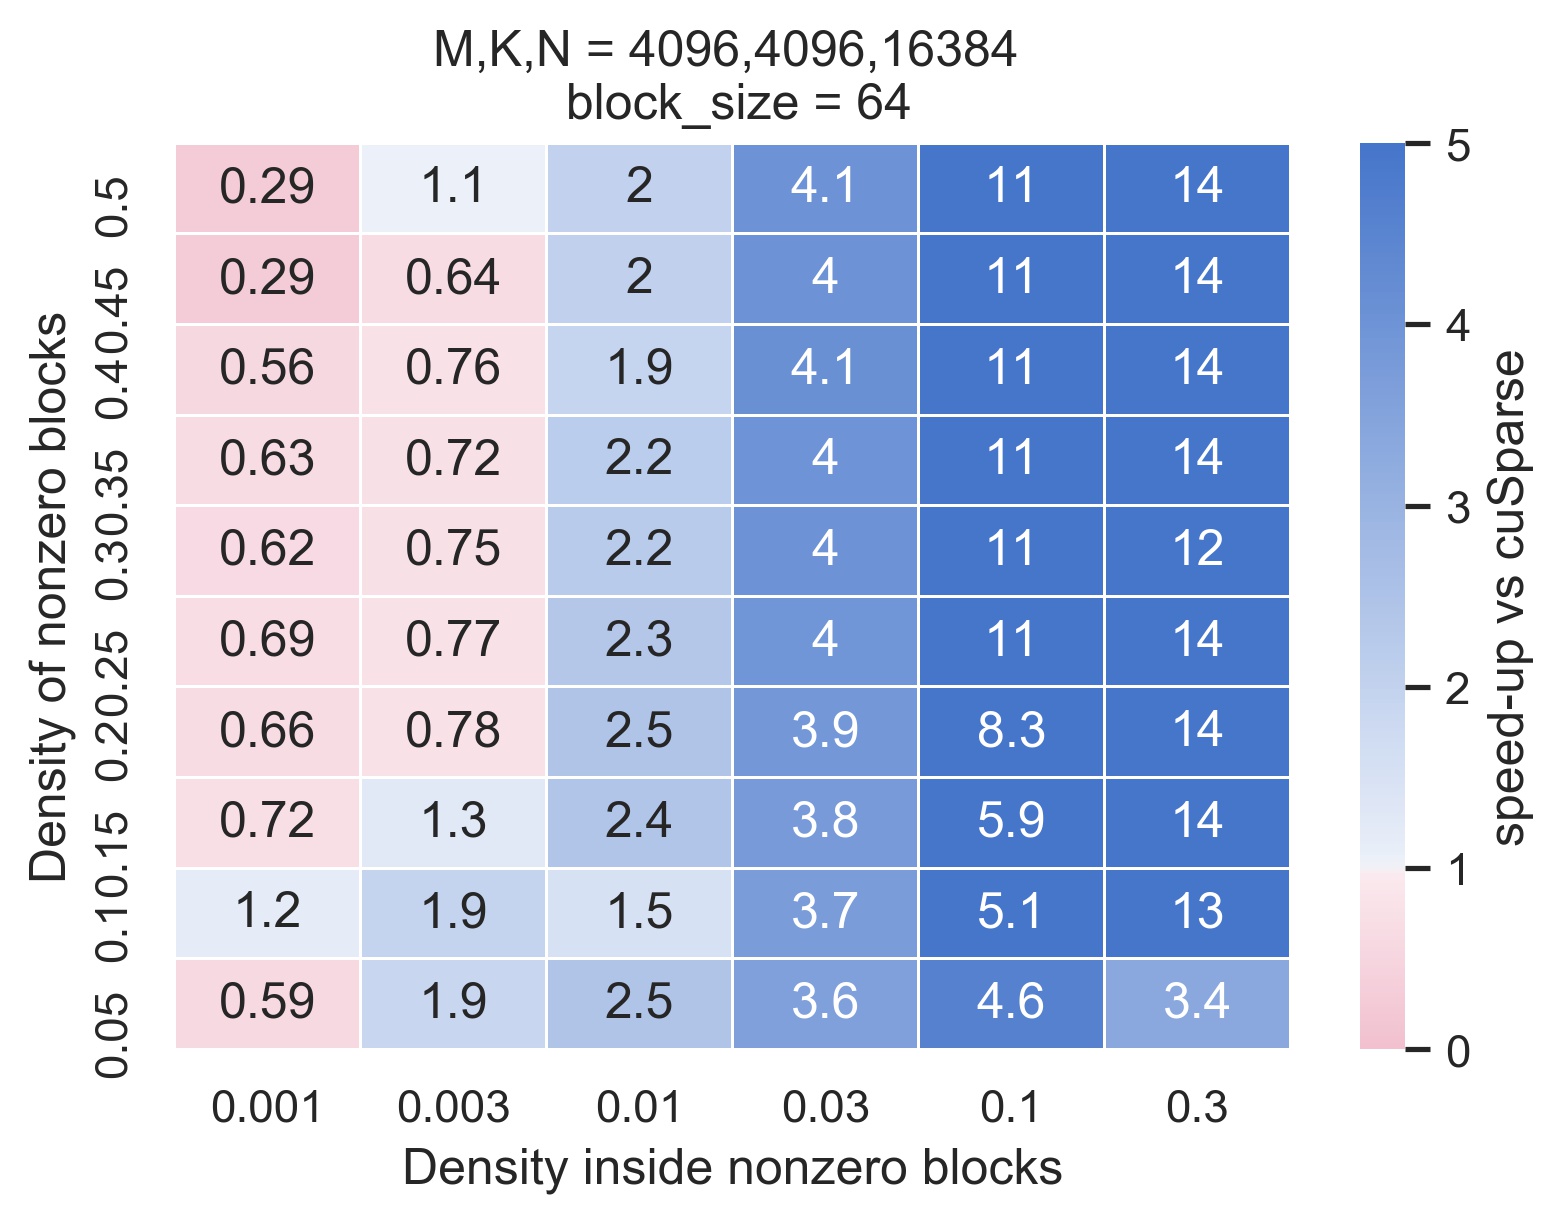 M,K,N = 4096,4096,16384
block_size = 64
Density of nonzero blocks
0.5 0.29 1.1 2 4.1 11 14
0.45 0.29 0.64 2 4 11 14
0.4 0.56 0.76 1.9 4.1 11 14
0.35 0.63 0.72 2.2 4 11 14
0.3 0.62 0.75 2.2 4 11 12
0.25 0.69 0.77 2.3 4 11 14
0.2 0.66 0.78 2.5 3.9 8.3 14
0.15 0.72 1.3 2.4 3.8 5.9 14
0.1 1.2 1.9 1.5 3.7 5.1 13
0.05 0.59 1.9 2.5 3.6 4.6 3.4
0.001 0.003 0.01 0.03 0.1 0.3
Density inside nonzero blocks
5
4
3
2
1
0
speed-up vs cuSparse